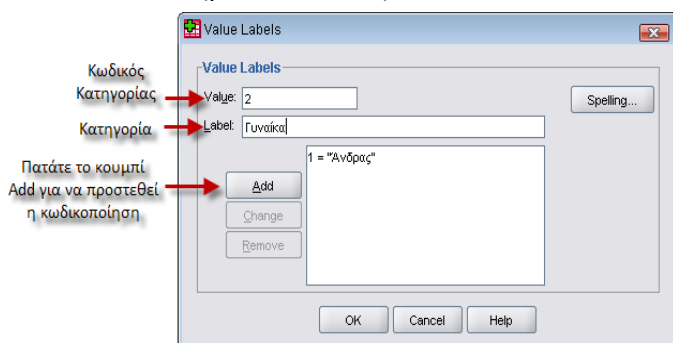 Value Labels
Value Labels
Κωδικός
Κατηγορίας
Value: 2
Spelling...
Κατηγορία
Label: Γυναίκα
1 = "Άνδρας"
Πατάτε το κουμπί
Add για να προστεθεί
η κωδικοποίηση
Add
Change
Remove
OK Cancel Help